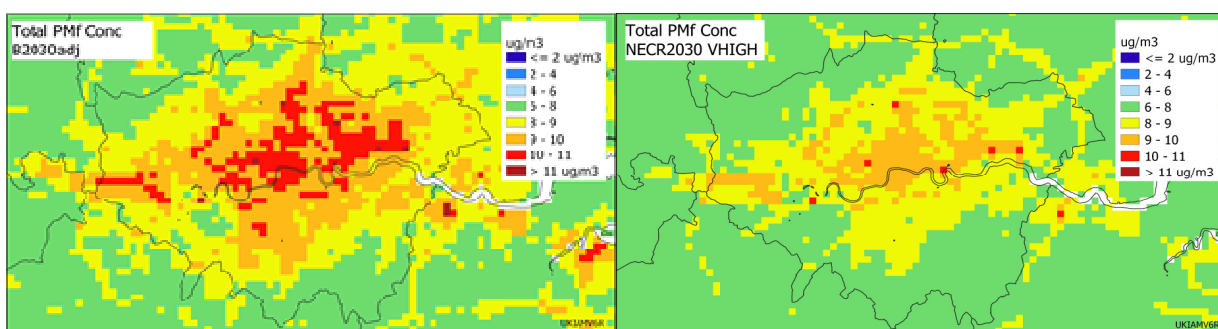 Total PMf Conc
B2030adj
ug/m3
<= 2 ug/m3
2 - 4
4 - 6
6 - 8
8 - 9
9 - 10
10 - 11
> 11 ug/m3
UKIAMV6R
Total PMf Conc
NECR2030 VHIGH
ug/m3
<= 2 ug/m3
2 - 4
4 - 6
6 - 8
8 - 9
9 - 10
10 - 11
> 11 ug/m3
UKIAMV6R